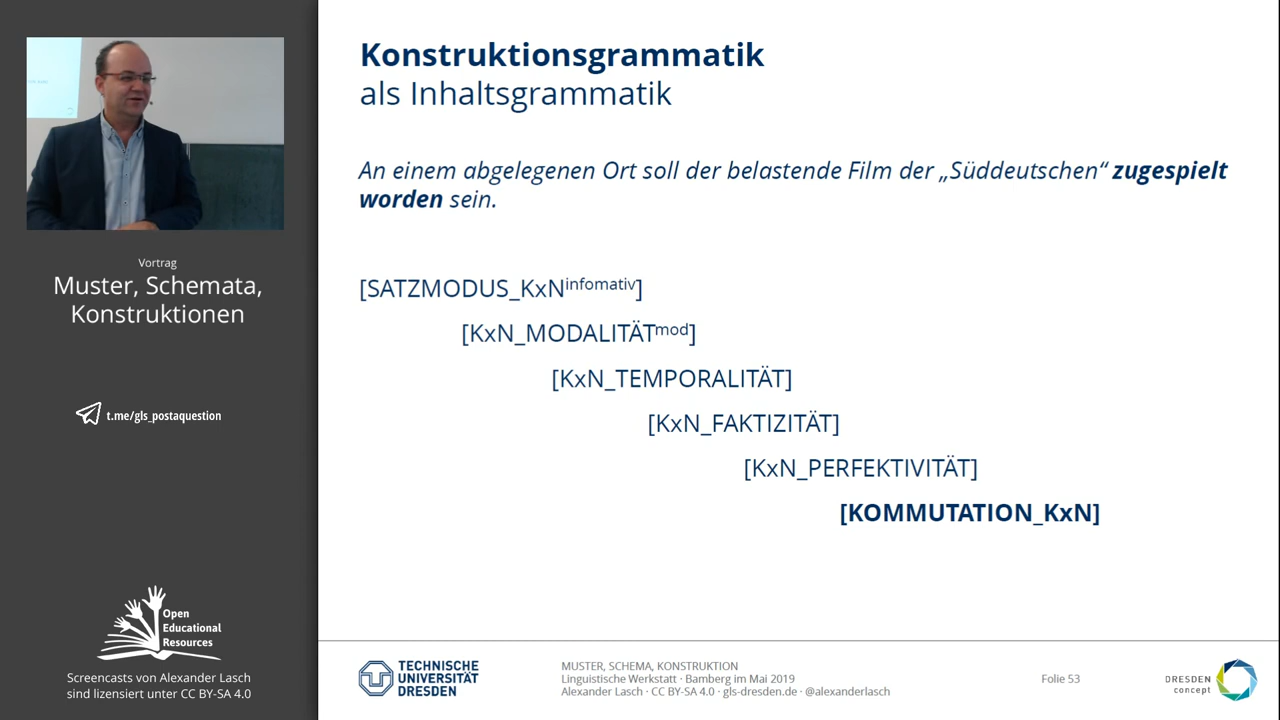 Vortrag
Muster, Schemata,
Konstruktionen
t.me/gls_postaquestion
Open
Educational
Resources
Screencasts von Alexander Lasch
sind lizensiert unter CC BY-SA 4.0
Konstruktionsgrammatik
als Inhaltsgrammatik
An einem abgelegenen Ort soll der belastende Film der „Süddeutschen“ zugespielt
worden sein.
[SATZMODUS_KxNinfomativ]
[KxN_MODALITÄTmod]
[KxN_TEMPORALITÄT]
[KxN_FAKTIZITÄT]
[KxN_PERFEKTIVITÄT]
[KOMMUTATION_KxN]
TECHNISCHE
UNIVERSITÄT
DRESDEN
MUSTER, SCHEMA, KONSTRUKTION
Linguistische Werkstatt · Bamberg im Mai 2019
Alexander Lasch · CC BY-SA 4.0 · gls-dresden.de · @alexanderlasch
Folie 53
DRESDEN
concept